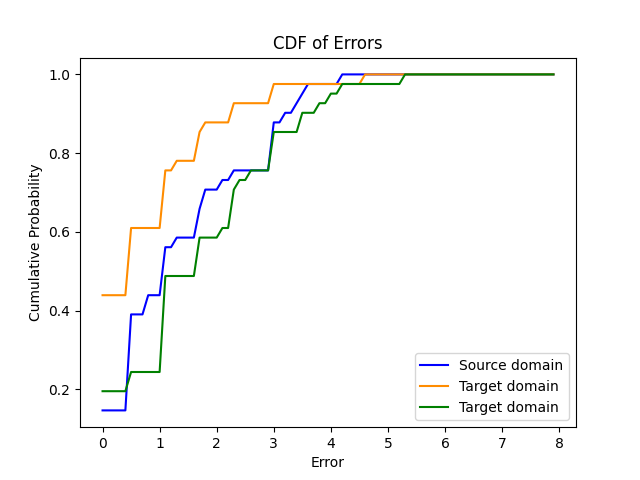 CDF of Errors
Cumulative Probability
1.0
0.8
0.6
0.4
0.2
Source domain
Target domain
Target domain
0 1 2 3 4 5 6 7 8
Error